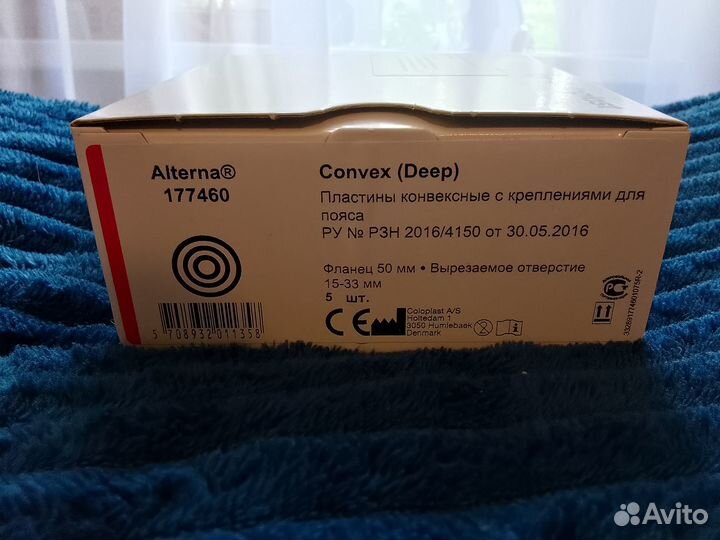 Alterna®
177460
Convex (Deep)
Пластины конвексные с креплениями для
пояса
РУ № РЗН 2016/4150 от 30.05.2016
Фланец 50 мм • Вырезаемое отверстие
15-33 мм
5 шт.
CE
Coloplast A/S
Holtedam 1
3050 Humlebaek
Denmark
5 708932 011358
Avito